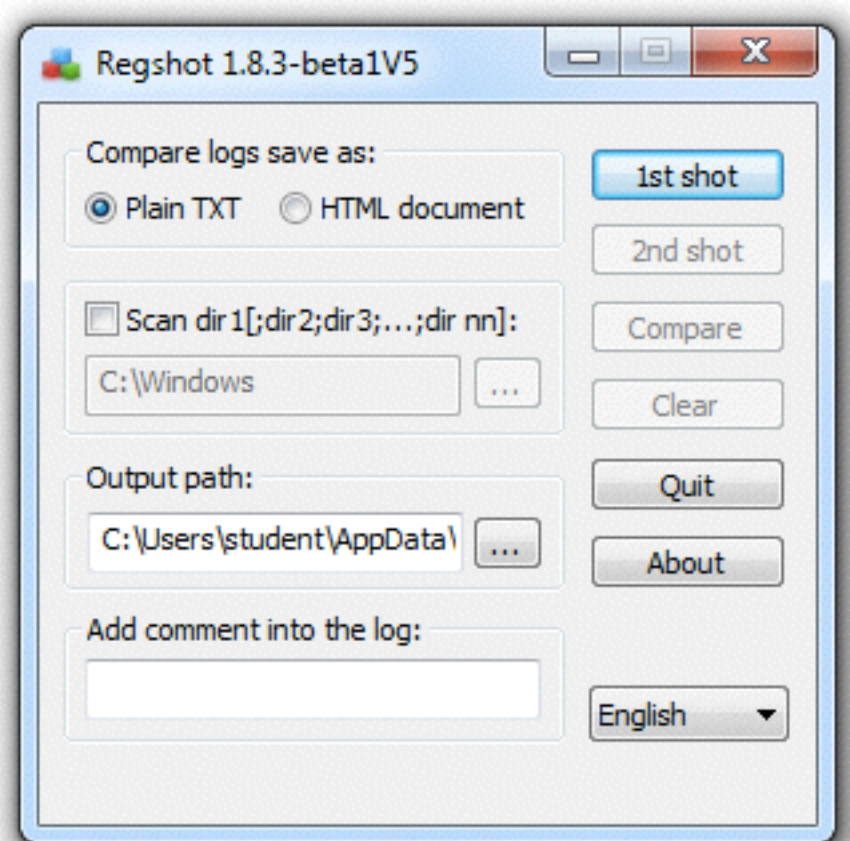 Regshot 1.8.3-beta1V5
Compare logs save as:
Plain TXT HTML document
1st shot
2nd shot
Scan dir1[;dir2;dir3;...;dir nn]:
Compare
C:\Windows ...
Clear
Output path:
Quit
C:\Users\student\AppData\ ...
About
Add comment into the log:
English